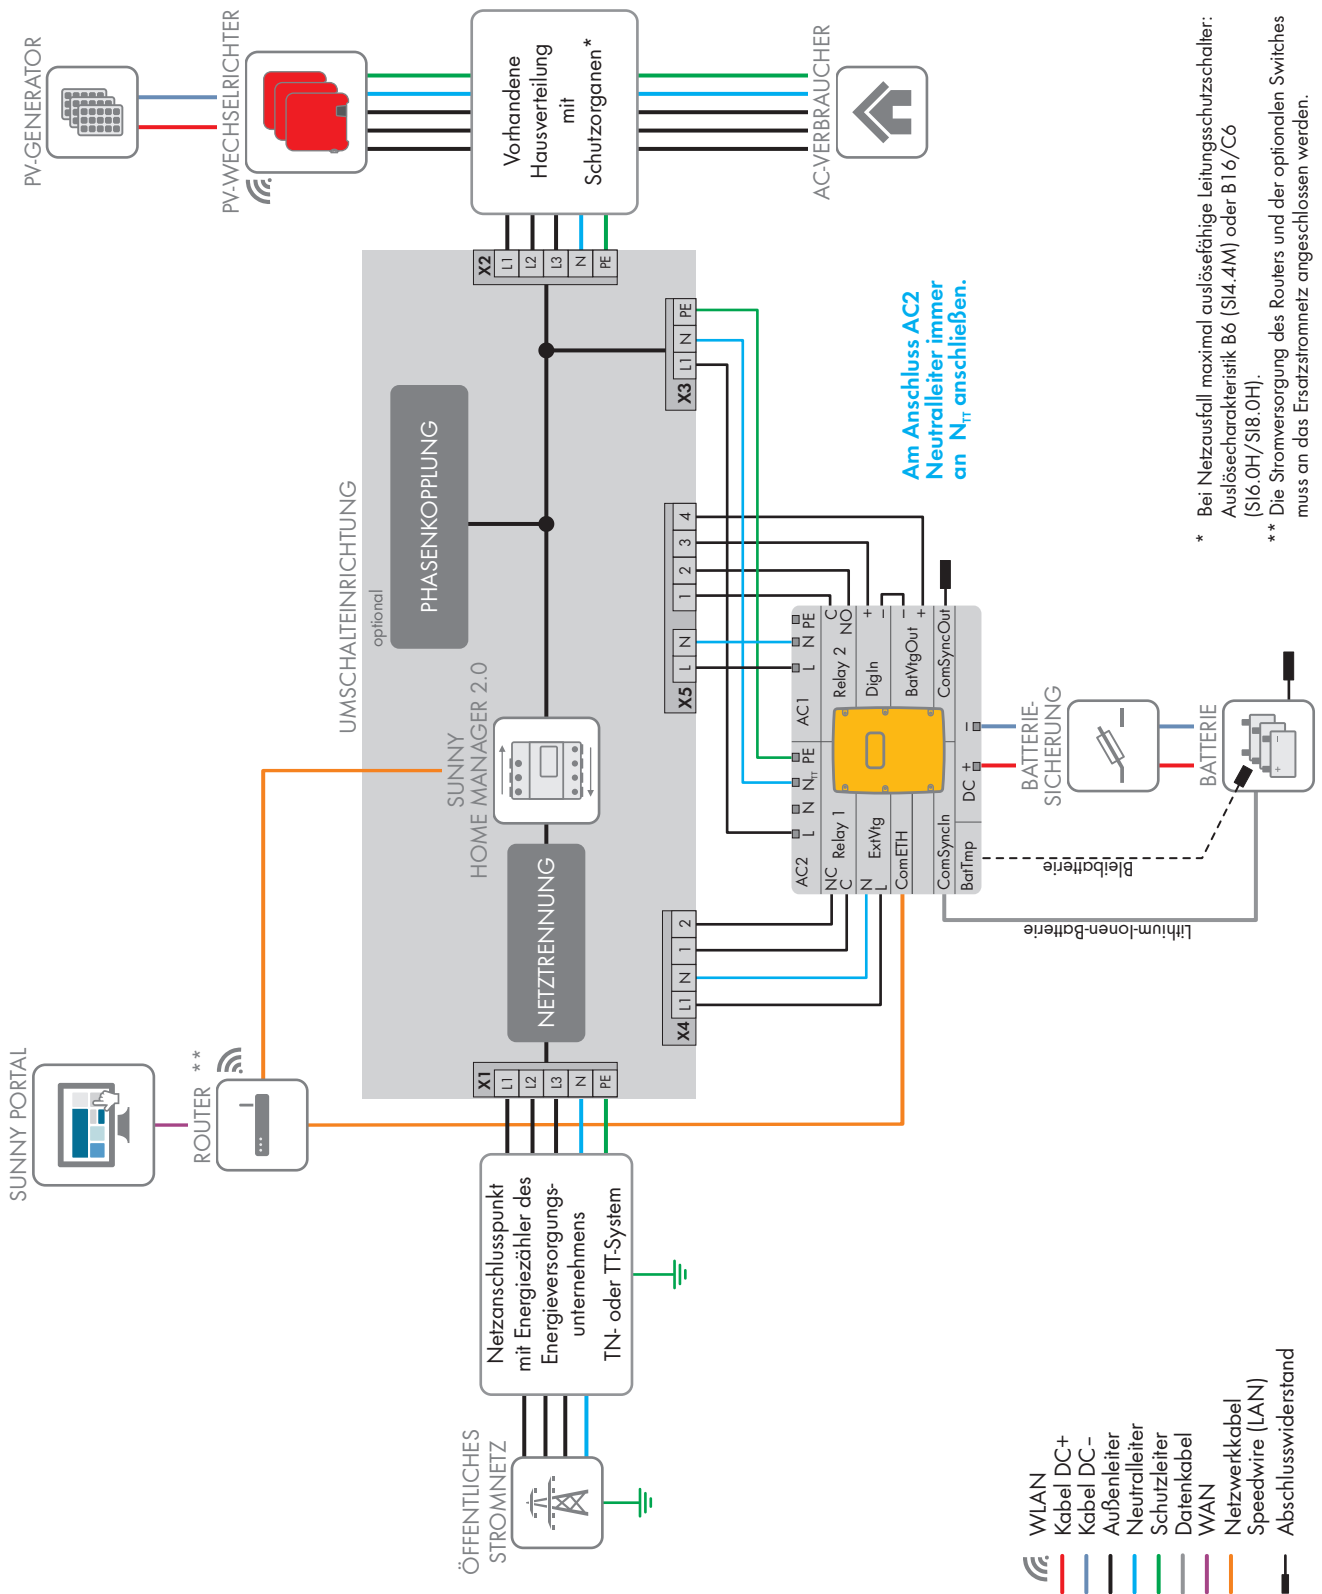 SUNNY PORTAL
ROUTER **
ÖFFENTLICHES
STROMNETZ
Netzanschlusspunkt
mit Energiezähler des
Energieversorgungs-
unternehmens
TN- oder TT-System
UMSCHALTEINRICHTUNG
X1
L1
L2
L3
N
PE
NETZTRENNUNG
SUNNY
HOME MANAGER 2.0
optional
PHASENKOPPLUNG
X2
L1
L2
L3
N
PE
PV-GENERATOR
PV-WECHSELRICHTER
Vorhandene
Hausverteilung
mit
Schutzorganen*
AC-VERBRAUCHER
X4
L1
N
1
2
X5
L
N
1
2
3
4
X3
L1
N
PE
Am Anschluss AC2
Neutralleiter immer
an NTT anschließen.
AC2
L
N
NTT
PE
AC1
L
N
PE
NC
C
Relay 1
Relay 2
C
NO
N
L
ExtVtg
DigIn
+
–
ComETH
BatVtgOut
–
+
ComSyncIn
ComSyncOut
BatTmp
DC
+
–
Bleibatterie
Lithium-Ionen-Batterie
BATTERIE-
SICHERUNG
BATTERIE
+
–
WLAN
Kabel DC+
Kabel DC–
Außenleiter
Neutralleiter
Schutzleiter
Datenkabel
WAN
Netzwerkkabel
Speedwire (LAN)
Abschlusswiderstand
* Bei Netzausfall maximal auslösefähige Leitungsschutzschalter:
Auslösecharakteristik B6 (SI4.4M) oder B16/C6
(SI6.0H/SI8.0H).
** Die Stromversorgung des Routers und der optionalen Switches
muss an das Ersatzstromnetz angeschlossen werden.